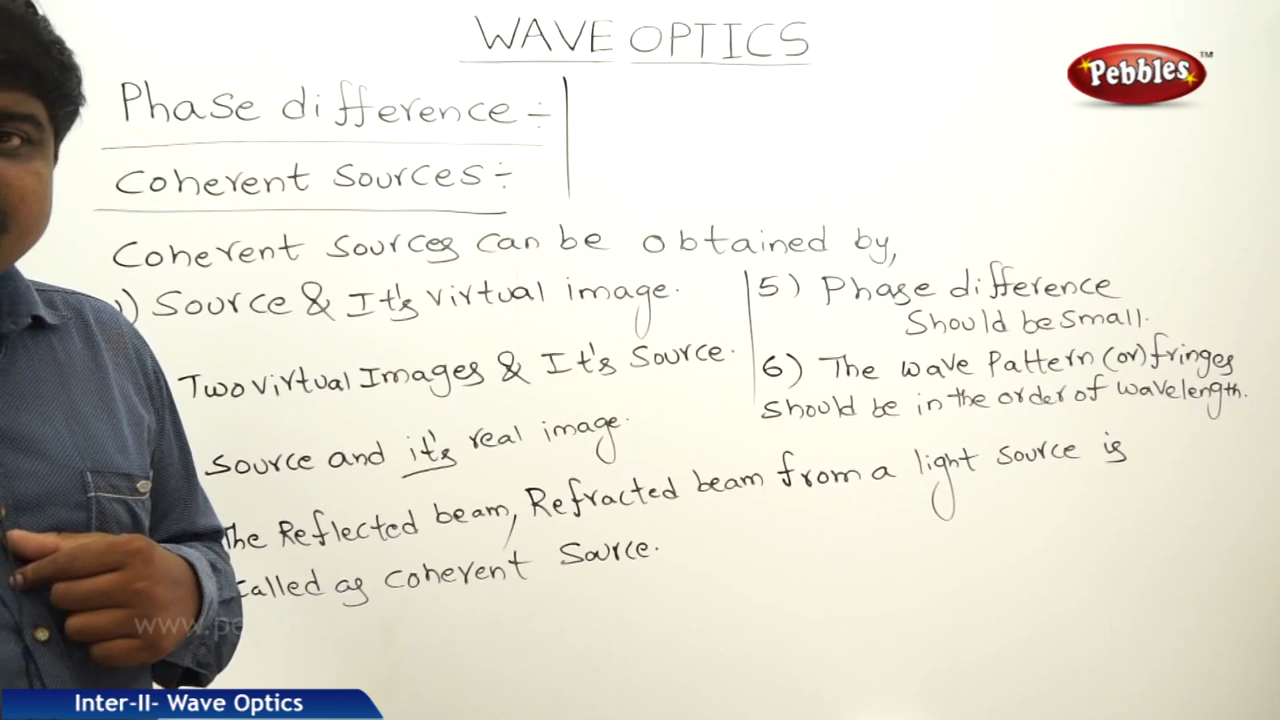 WAVE OPTICS
Pebbles™
Phase difference ÷
Coherent Sources ÷
Coherent Sources can be obtained by,
) Source & It's virtual image.
Two virtual Images & It's Source.
Source and it's real image.
The Reflected beam, Refracted beam from a light source is
called as coherent Source.
5) Phase difference
Should be small.
6) The wave Pattern (or) fringes
should be in the order of wavelength.
www.pe
Inter-II- Wave Optics